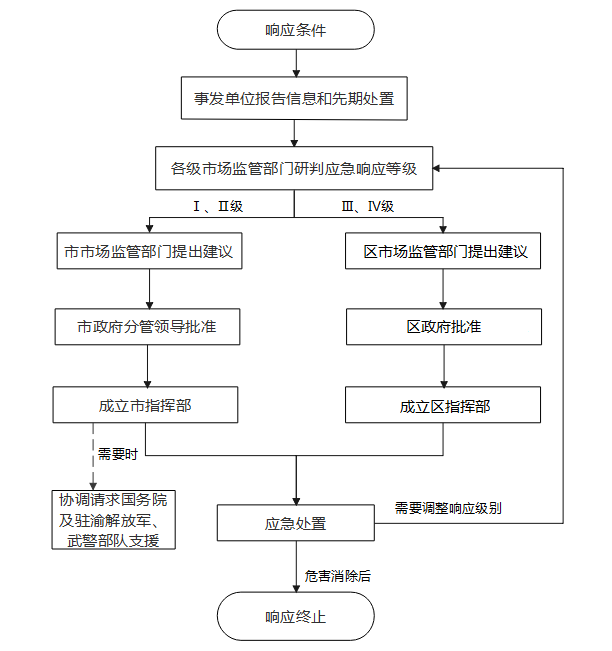 响应条件
事发单位报告信息和先期处置
各级市场监管部门研判应急响应等级
Ⅰ、Ⅱ级
Ⅲ、Ⅳ级
市市场监管部门提出建议
区市场监管部门提出建议
市政府分管领导批准
区政府批准
成立市指挥部
成立区指挥部
需要时
协调请求国务院
及驻渝解放军、
武警部队支援
应急处置
需要调整响应级别
危害消除后
响应终止